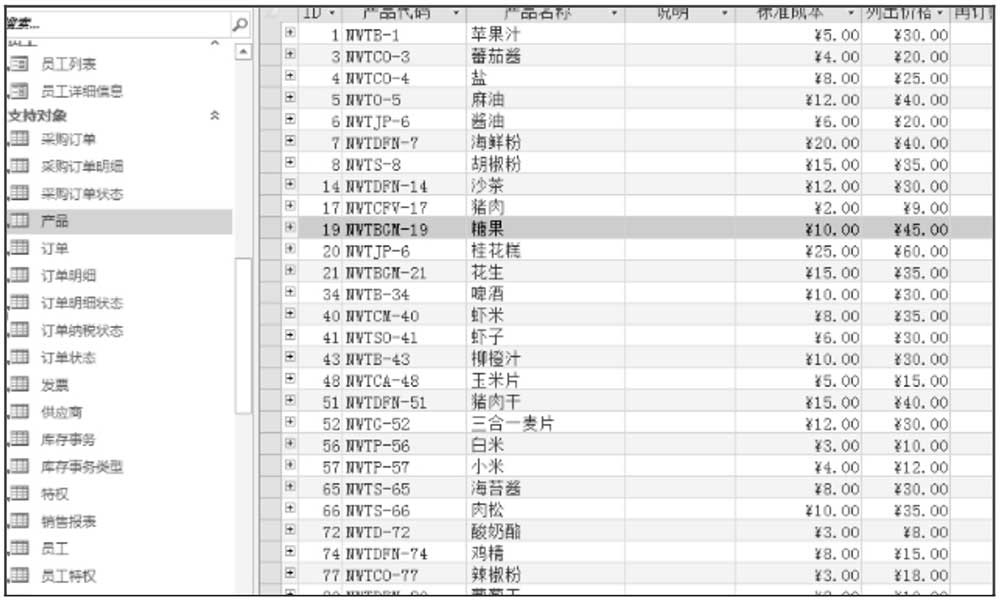 搜索...
员工
员工列表
员工详细信息
支持对象
采购订单
采购订单明细
采购订单状态
产品
订单
订单明细
订单明细状态
订单纳税状态
订单状态
发票
供应商
库存事务
库存事务类型
特权
销售报表
员工
员工特权
ID 产品代码 产品名称 说明 标准成本 列出价格 再订
1 NWTB-1 苹果汁 ¥5.00 ¥30.00
3 NWTCO-3 蕃茄酱 ¥4.00 ¥20.00
4 NWTCO-4 盐 ¥8.00 ¥25.00
5 NWTO-5 麻油 ¥12.00 ¥40.00
6 NWTJP-6 酱油 ¥6.00 ¥20.00
7 NWTDFN-7 海鲜粉 ¥20.00 ¥40.00
8 NWTS-8 胡椒粉 ¥15.00 ¥35.00
14 NWTDFN-14 沙茶 ¥12.00 ¥30.00
17 NWTCFV-17 猪肉 ¥2.00 ¥9.00
19 NWTBGM-19 糖果 ¥10.00 ¥45.00
20 NWTJP-6 桂花糕 ¥25.00 ¥60.00
21 NWTBGM-21 花生 ¥15.00 ¥35.00
34 NWTB-34 啤酒 ¥10.00 ¥30.00
40 NWTCM-40 虾米 ¥8.00 ¥35.00
41 NWTSO-41 虾子 ¥6.00 ¥30.00
43 NWTB-43 柳橙汁 ¥10.00 ¥30.00
48 NWTCA-48 玉米片 ¥5.00 ¥15.00
51 NWTDFN-51 猪肉干 ¥15.00 ¥40.00
52 NWTG-52 三合一麦片 ¥12.00 ¥30.00
56 NWTP-56 白米 ¥3.00 ¥10.00
57 NWTP-57 小米 ¥4.00 ¥12.00
65 NWTS-65 海苔酱 ¥8.00 ¥30.00
66 NWTS-66 肉松 ¥10.00 ¥35.00
72 NWTD-72 酸奶酪 ¥3.00 ¥8.00
74 NWTDFN-74 鸡精 ¥8.00 ¥15.00
77 NWTCO-77 辣椒粉 ¥3.00 ¥18.00